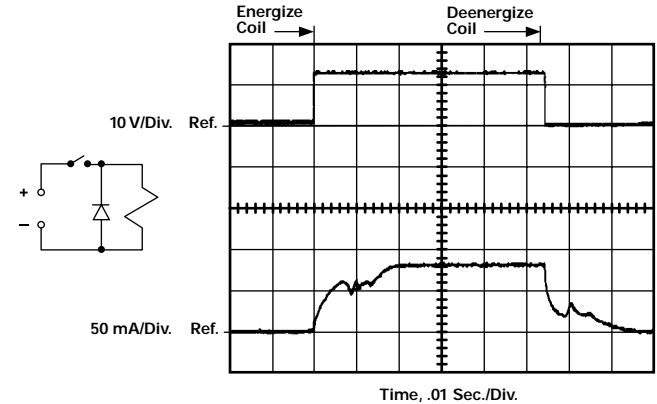 Energize
Coil
Deenergize
Coil
10 V/Div. Ref.
+
–
50 mA/Div. Ref.
Time, .01 Sec./Div.